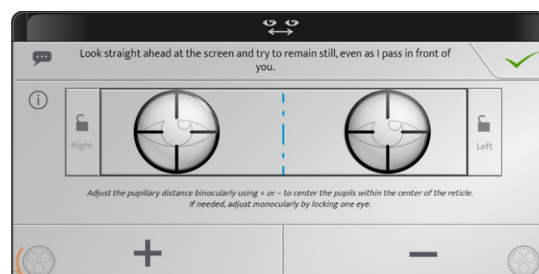 Look straight ahead at the screen and try to remain still, even as I pass in front of
you.
Right
Left
Adjust the pupillary distance binocularly using + or – to center the pupils within the center of the reticle.
If needed, adjust monocularly by locking one eye.